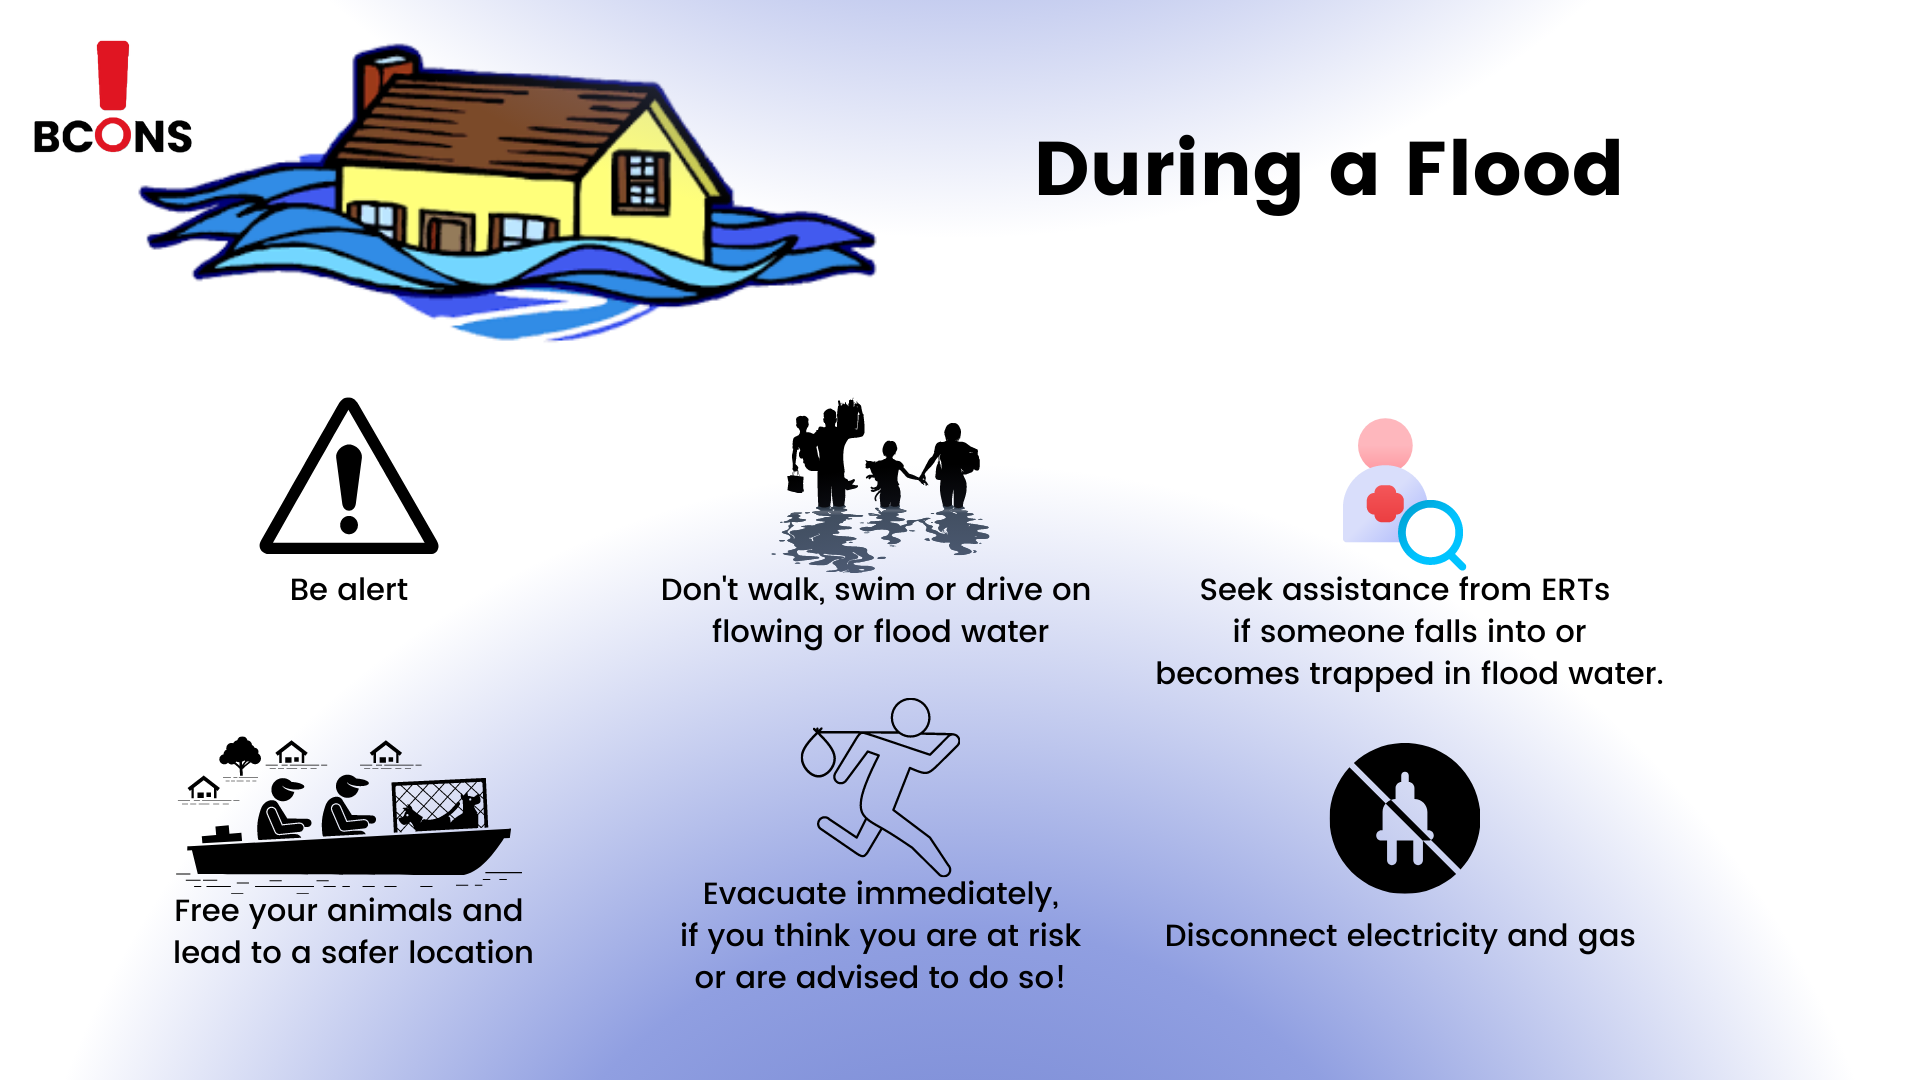 BCONS
During a Flood
Be alert
Don't walk, swim or drive on
flowing or flood water
Seek assistance from ERTs
if someone falls into or
becomes trapped in flood water.
Free your animals and
lead to a safer location
Evacuate immediately,
if you think you are at risk
or are advised to do so!
Disconnect electricity and gas